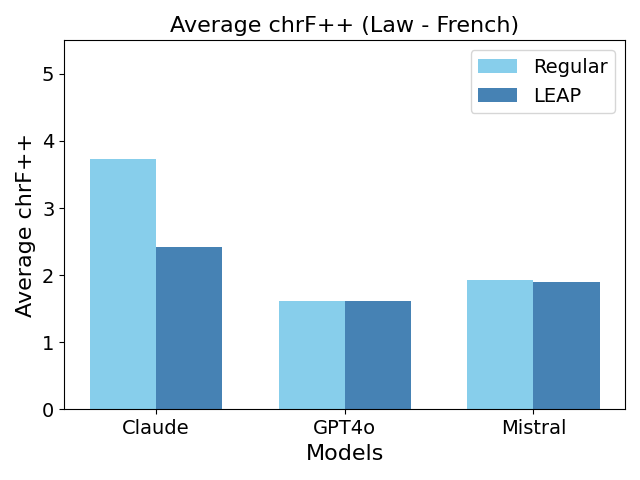 Average chrF++ (Law - French)
Regular
LEAP
Average chrF++
5
4
3
2
1
0
Claude
GPT4o
Mistral
Models